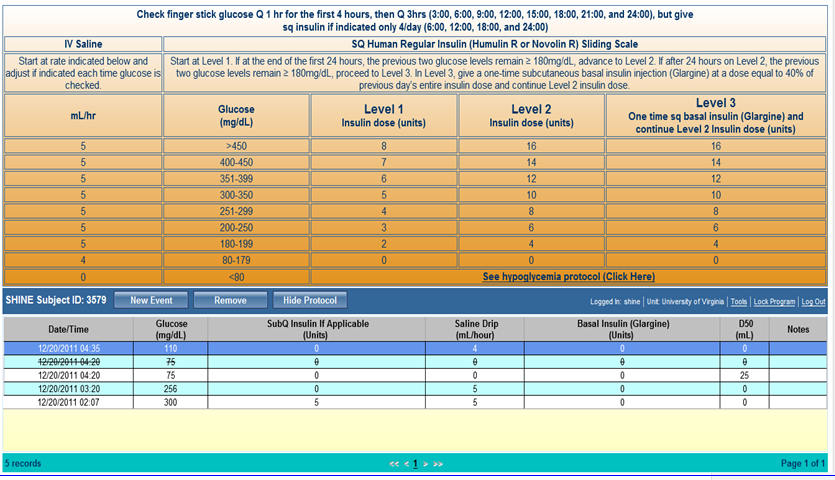 Check finger stick glucose Q 1 hr for the first 4 hours, then Q 3hrs (3:00, 6:00, 9:00, 12:00, 15:00, 18:00, 21:00, and 24:00), but give
sq insulin if indicated only 4/day (6:00, 12:00, 18:00, and 24:00)
IV Saline
SQ Human Regular Insulin (Humulin R or Novolin R) Sliding Scale
Start at rate indicated below and
adjust if indicated each time glucose is
checked.
Start at Level 1. If at the end of the first 24 hours, the previous two glucose levels remain ≥ 180mg/dL, advance to Level 2. If after 24 hours on Level 2, the previous
two glucose levels remain ≥ 180mg/dL, proceed to Level 3. In Level 3, give a one-time subcutaneous basal insulin injection (Glargine) at a dose equal to 40% of
previous day's entire insulin dose and continue Level 2 insulin dose.
mL/hr
Glucose
(mg/dL)
Level 1
Insulin dose (units)
Level 2
Insulin dose (units)
Level 3
One time sq basal insulin (Glargine) and
continue Level 2 Insulin dose (units)
5 >450 8 16 16
5 400-450 7 14 14
5 351-399 6 12 12
5 300-350 5 10 10
5 251-299 4 8 8
5 200-250 3 6 6
5 180-199 2 4 4
4 80-179 0 0 0
0 <80 See hypoglycemia protocol (Click Here)
SHINE Subject ID: 3579 New Event Remove Hide Protocol Logged In: shine | Unit: University of Virginia | Tools | Lock Program | Log Out
Date/Time
Glucose
(mg/dL)
SubQ Insulin If Applicable
(Units)
Saline Drip
(mL/hour)
Basal Insulin (Glargine)
(Units)
D50
(mL)
Notes
12/20/2011 04:35 110 0 4 0 0
12/20/2011 04:20 75 0 0 0 0
12/20/2011 04:20 75 0 0 0 25
12/20/2011 03:20 256 0 5 0 0
12/20/2011 02:07 300 5 5 0 0
5 records << < 1 > >> Page 1 of 1